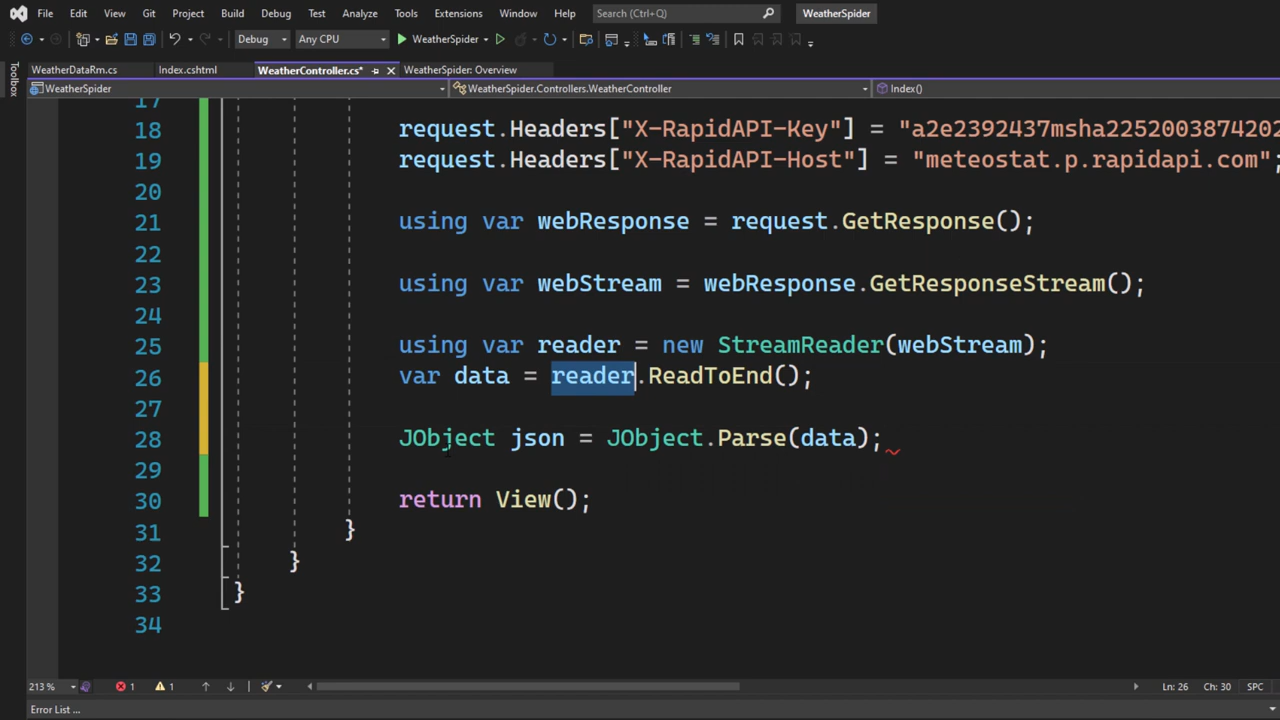 File Edit View Git Project Build Debug Test Analyze Tools Extensions Window Help Search (Ctrl+Q) WeatherSpider
Debug Any CPU WeatherSpider
WeatherDataRm.cs Index.cshtml WeatherController.cs* WeatherSpider: Overview
Toolbox
WeatherSpider WeatherSpider.Controllers.WeatherController Index()
17
18 request.Headers["X-RapidAPI-Key"] = "a2e2392437msha2252003874202
19 request.Headers["X-RapidAPI-Host"] = "meteostat.p.rapidapi.com";
20
21 using var webResponse = request.GetResponse();
22
23 using var webStream = webResponse.GetResponseStream();
24
25 using var reader = new StreamReader(webStream);
26 var data = reader.ReadToEnd();
27
28 JObject json = JObject.Parse(data);
29
30 return View();
31 }
32 }
33 }
34
213 % 1 1 Ln: 26 Ch: 30 SPC
Error List ...